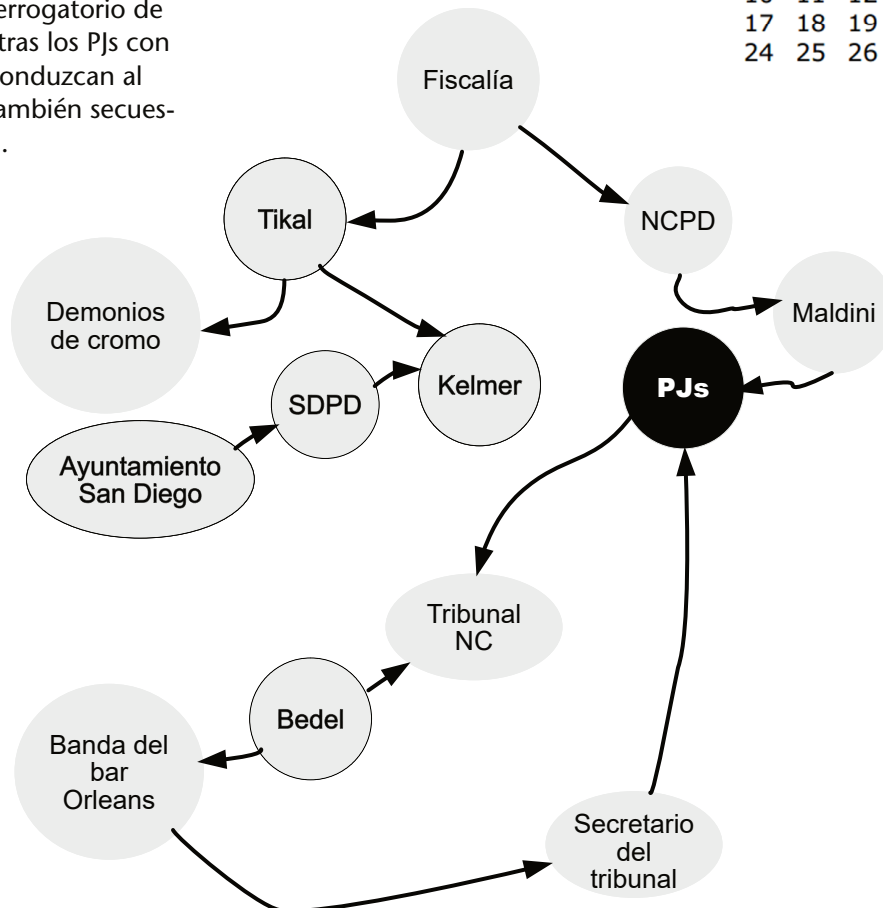 errogatorio de
tras los PJs con
onduzcan al
ambién secues-
.
17 18 19
24 25 26
Fiscalía
Tikal
NCPD
Demonios
de cromo
Maldini
SDPD
Kelmer
PJs
Ayuntamiento
San Diego
Tribunal
NC
Bedel
Banda del
bar
Orleans
Secretario
del
tribunal